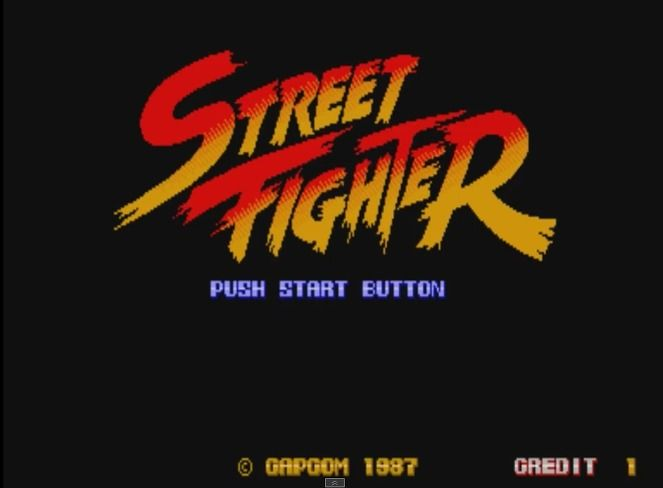 STREET
FIGHTER
PUSH START BUTTON
© CAPCOM 1987
CREDIT 1